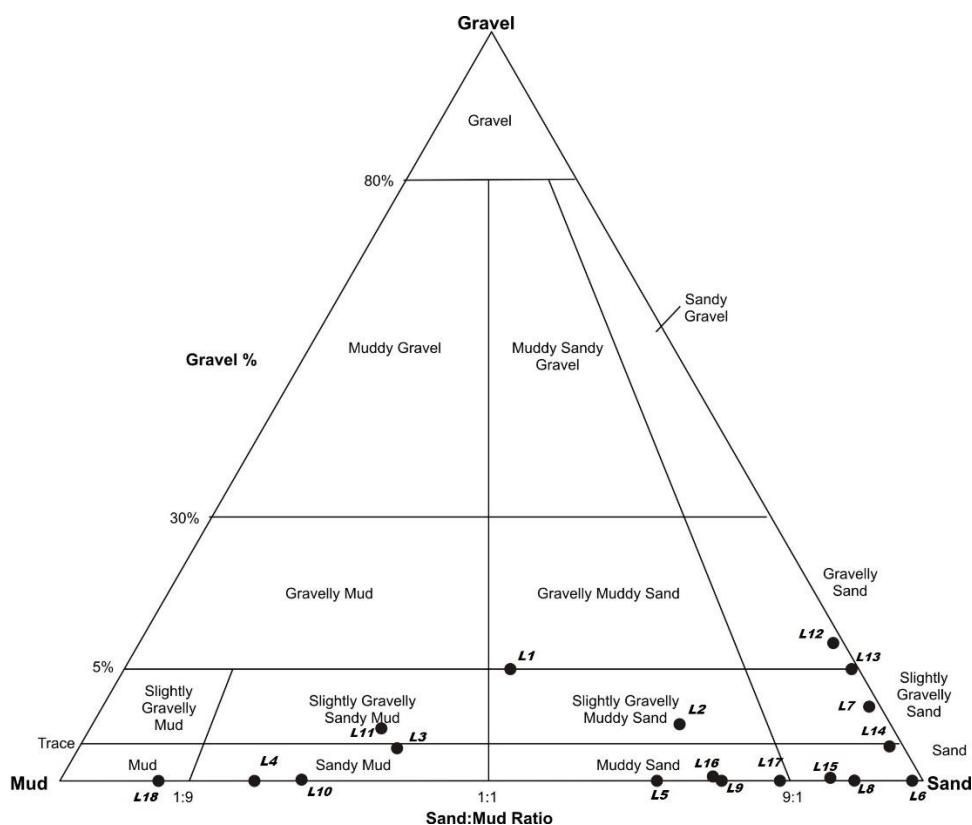 Gravel
Gravel
80%
Sandy
Gravel
Muddy Gravel
Muddy Sandy
Gravel
Gravel %
30%
Gravelly
Sand
Gravelly Mud
Gravelly Muddy Sand
L12
L1
L13
5%
Slightly
Gravelly
Mud
Slightly Gravelly
Sandy Mud
Slightly Gravelly
Muddy Sand
Slightly
Gravelly
Sand
L2
L7
L11
L3
L14
Trace
Mud
L4
Sandy Mud
Muddy Sand
L16
L17
L15
Sand
Mud
Sand
L18
1:9
L10
1:1
L5
L9
9:1
L8
L6
Sand:Mud Ratio